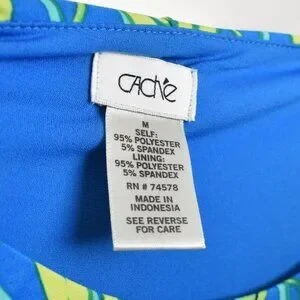 CAChé
M
SELF:
95% POLYESTER
5% SPANDEX
LINING:
95% POLYESTER
5% SPANDEX
RN # 74578
MADE IN
INDONESIA
SEE REVERSE
FOR CARE